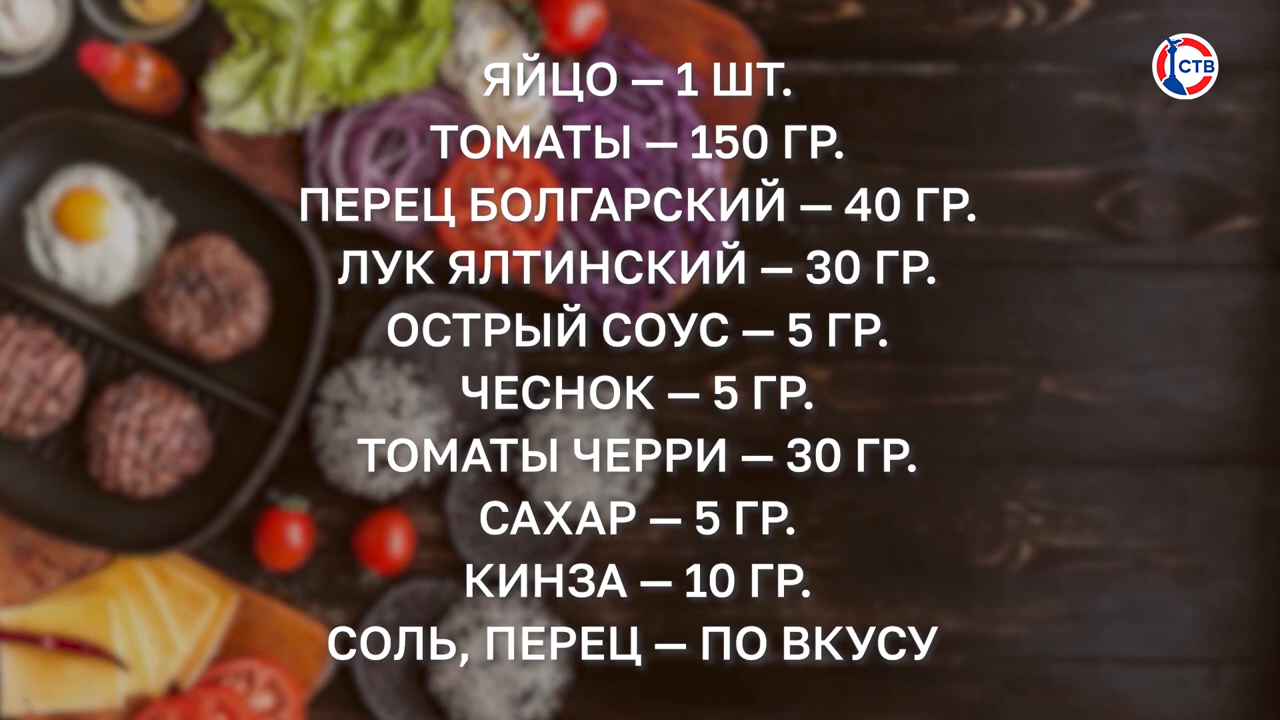 ЯЙЦО – 1 ШТ.
СТВ
ТОМАТЫ – 150 ГР.
ПЕРЕЦ БОЛГАРСКИЙ – 40 ГР.
ЛУК ЯЛТИНСКИЙ – 30 ГР.
ОСТРЫЙ СОУС – 5 ГР.
ЧЕСНОК – 5 ГР.
ТОМАТЫ ЧЕРРИ – 30 ГР.
САХАР – 5 ГР.
КИНЗА – 10 ГР.
СОЛЬ, ПЕРЕЦ – ПО ВКУСУ